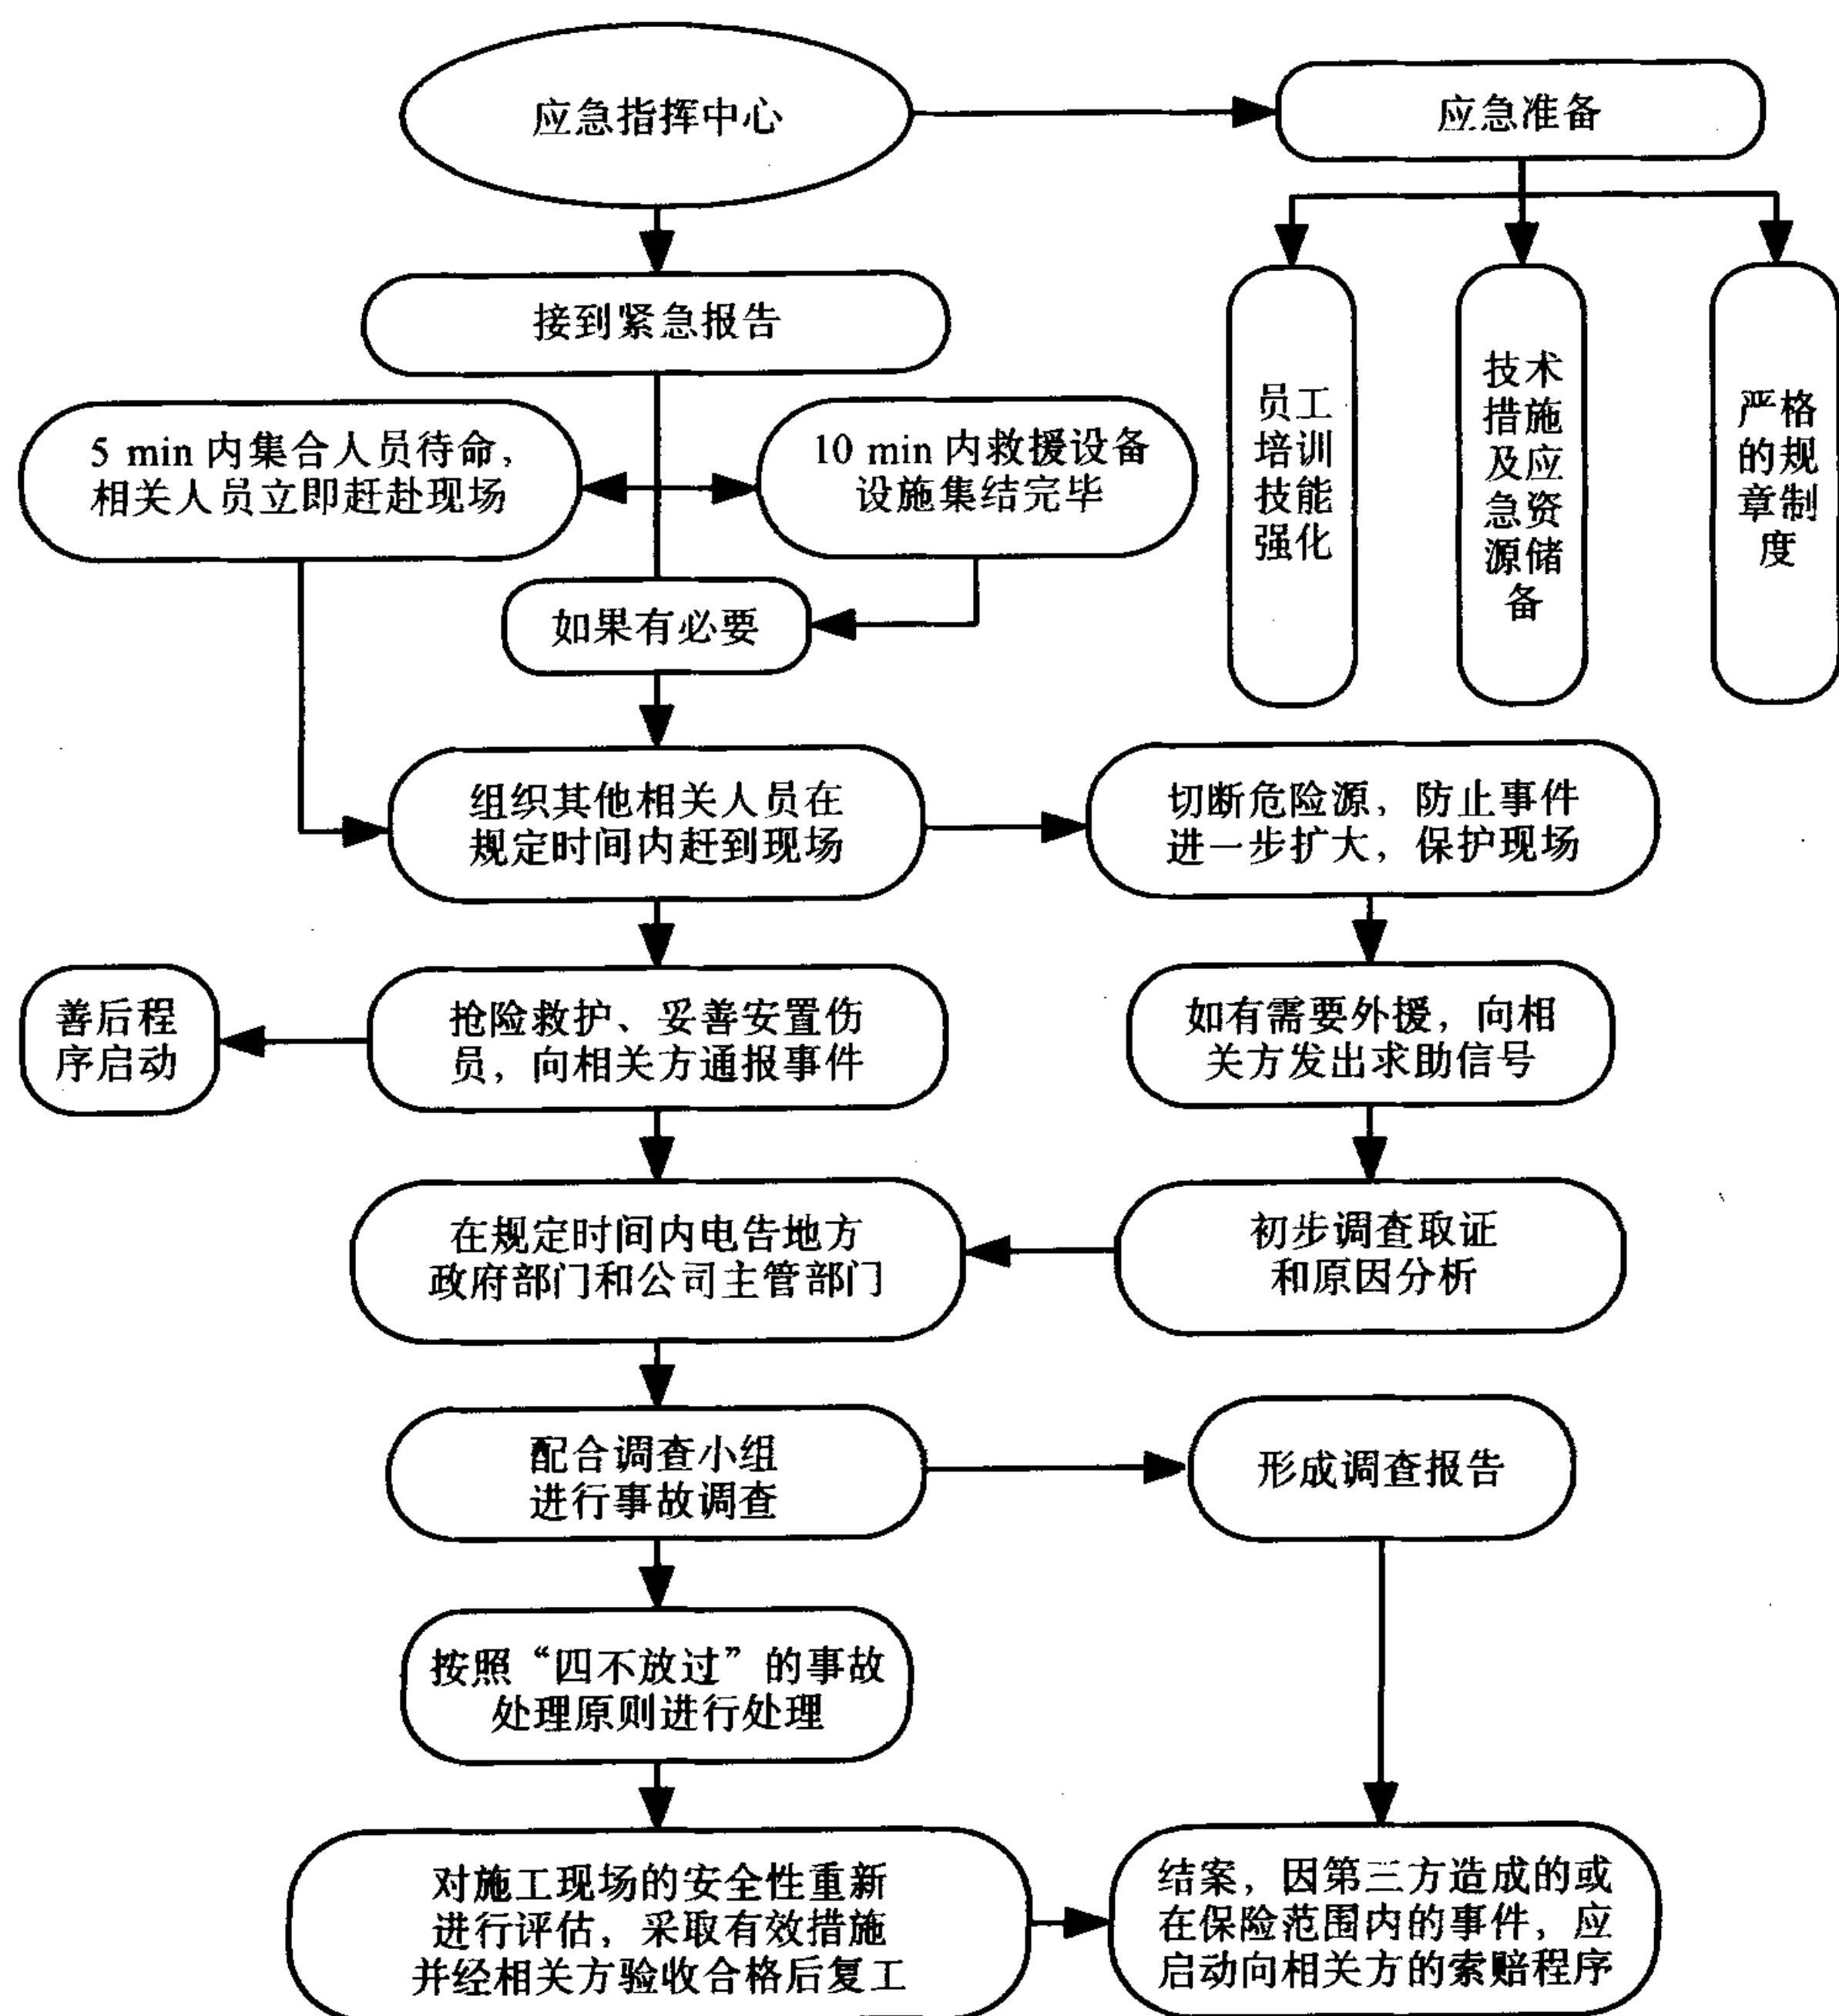 应急指挥中心
应急准备
接到紧急报告
5 min 内集合人员待命，
相关人员立即赶赴现场
10 min 内救援设备
设施集结完毕
员工
培训
技能
强化
技术
措施
及应
急资
源储
备
严格
的规
章制
度
如果有必要
组织其他相关人员在
规定时间内赶到现场
切断危险源，防止事件
进一步扩大，保护现场
善后程
序启动
抢险救护、妥善安置伤
员，向相关方通报事件
如有需要外援，向相
关方发出求助信号
在规定时间内电告地方
政府部门和公司主管部门
初步调查取证
和原因分析
配合调查小组
进行事故调查
形成调查报告
按照“四不放过”的事故
处理原则进行处理
对施工现场的安全性重新
进行评估，采取有效措施
并经相关方验收合格后复工
结案，因第三方造成的或
在保险范围内的事件，应
启动向相关方的索赔程序